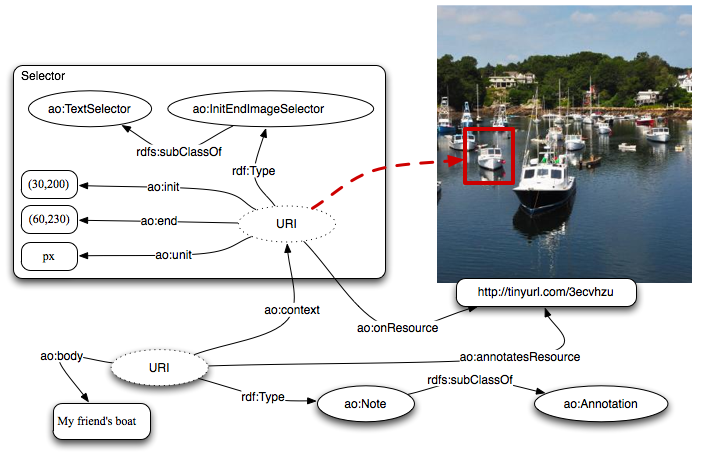 Selector
ao:TextSelector
ao:InitEndImageSelector
rdfs:subClassOf
rdf:Type
(30,200)
ao:init
(60,230)
ao:end
URI
px
ao:unit
http://tinyurl.com/3ecvhzu
ao:context
ao:onResource
ao:body
URI
ao:annotatesResource
rdf:Type
rdfs:subClassOf
ao:Note
ao:Annotation
My friend's boat